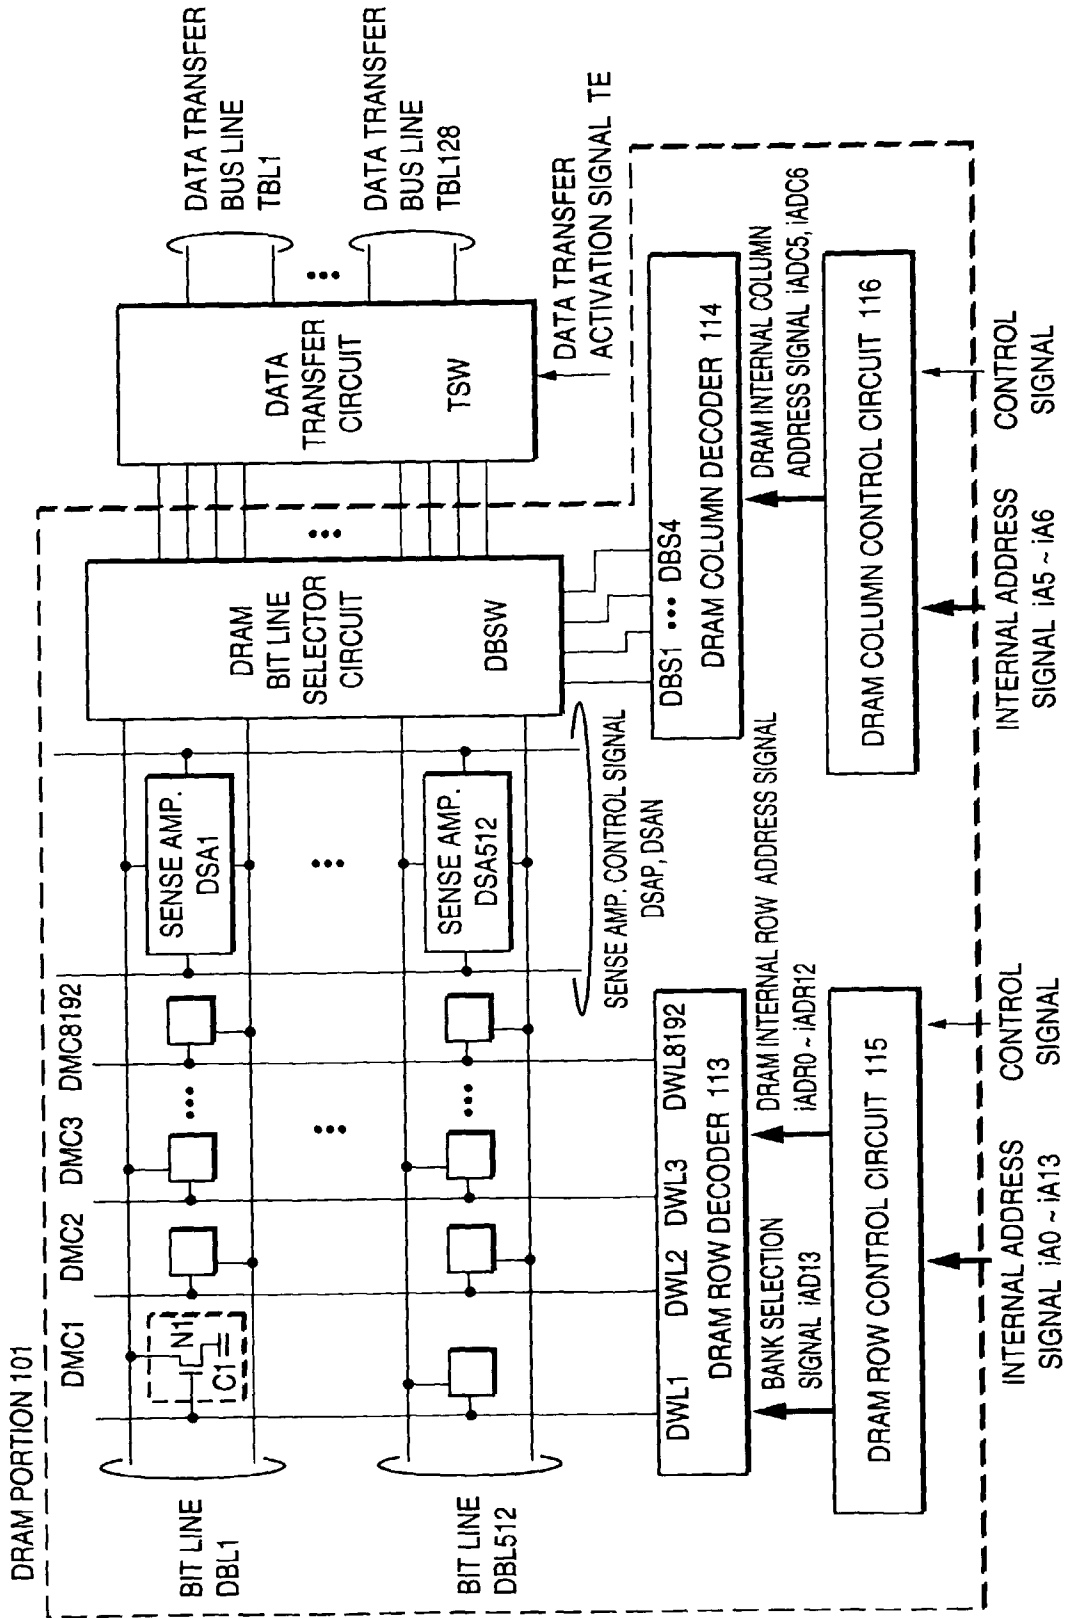 DRAM PORTION 101
DMC1
DMC2
DMC3
DMC8192
N1
C1
BIT LINE
DBL1
BIT LINE
DBL512
SENSE AMP.
DSA1
SENSE AMP.
DSA512
SENSE AMP. CONTROL SIGNAL
DSAP, DSAN
DRAM
BIT LINE
SELECTOR
CIRCUIT
DBSW
DATA
TRANSFER
CIRCUIT
TSW
DATA TRANSFER
BUS LINE
TBL1
DATA TRANSFER
BUS LINE
TBL128
DATA TRANSFER
ACTIVATION SIGNAL TE
DWL1
DWL2
DWL3
DWL8192
DRAM ROW DECODER 113
BANK SELECTION
SIGNAL iAD13
DRAM INTERNAL ROW ADDRESS SIGNAL
iADR0 ~ iADR12
DRAM ROW CONTROL CIRCUIT 115
INTERNAL ADDRESS
SIGNAL iA0 ~ iA13
CONTROL
SIGNAL
DBS1 ••• DBS4
DRAM COLUMN DECODER 114
DRAM INTERNAL COLUMN
ADDRESS SIGNAL iADC5, iADC6
DRAM COLUMN CONTROL CIRCUIT 116
INTERNAL ADDRESS
SIGNAL iA5 ~ iA6
CONTROL
SIGNAL